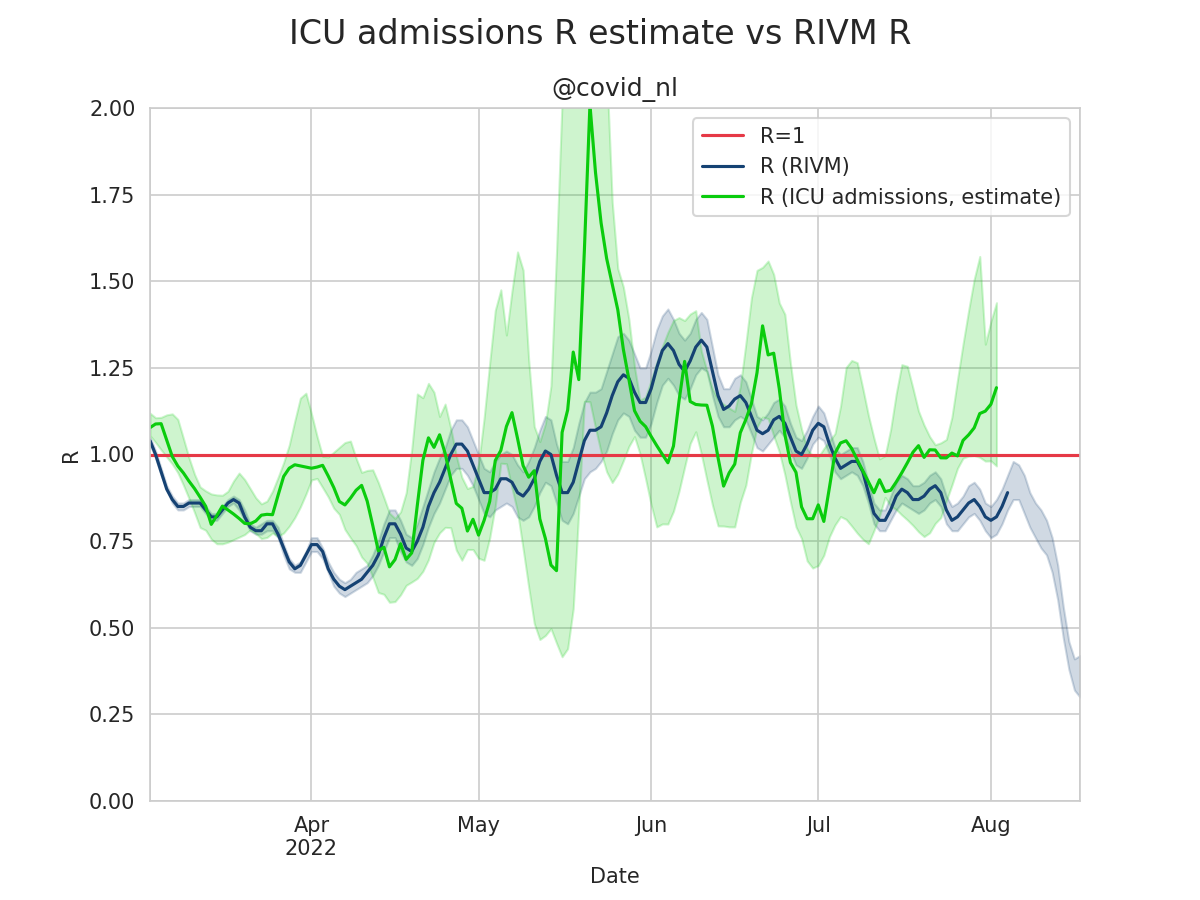 ICU admissions R estimate vs RIVM R
@covid_nl
R=1
R (RIVM)
R (ICU admissions, estimate)
2.00
1.75
1.50
1.25
1.00
0.75
0.50
0.25
0.00
R
Apr May Jun Jul Aug
2022
Date